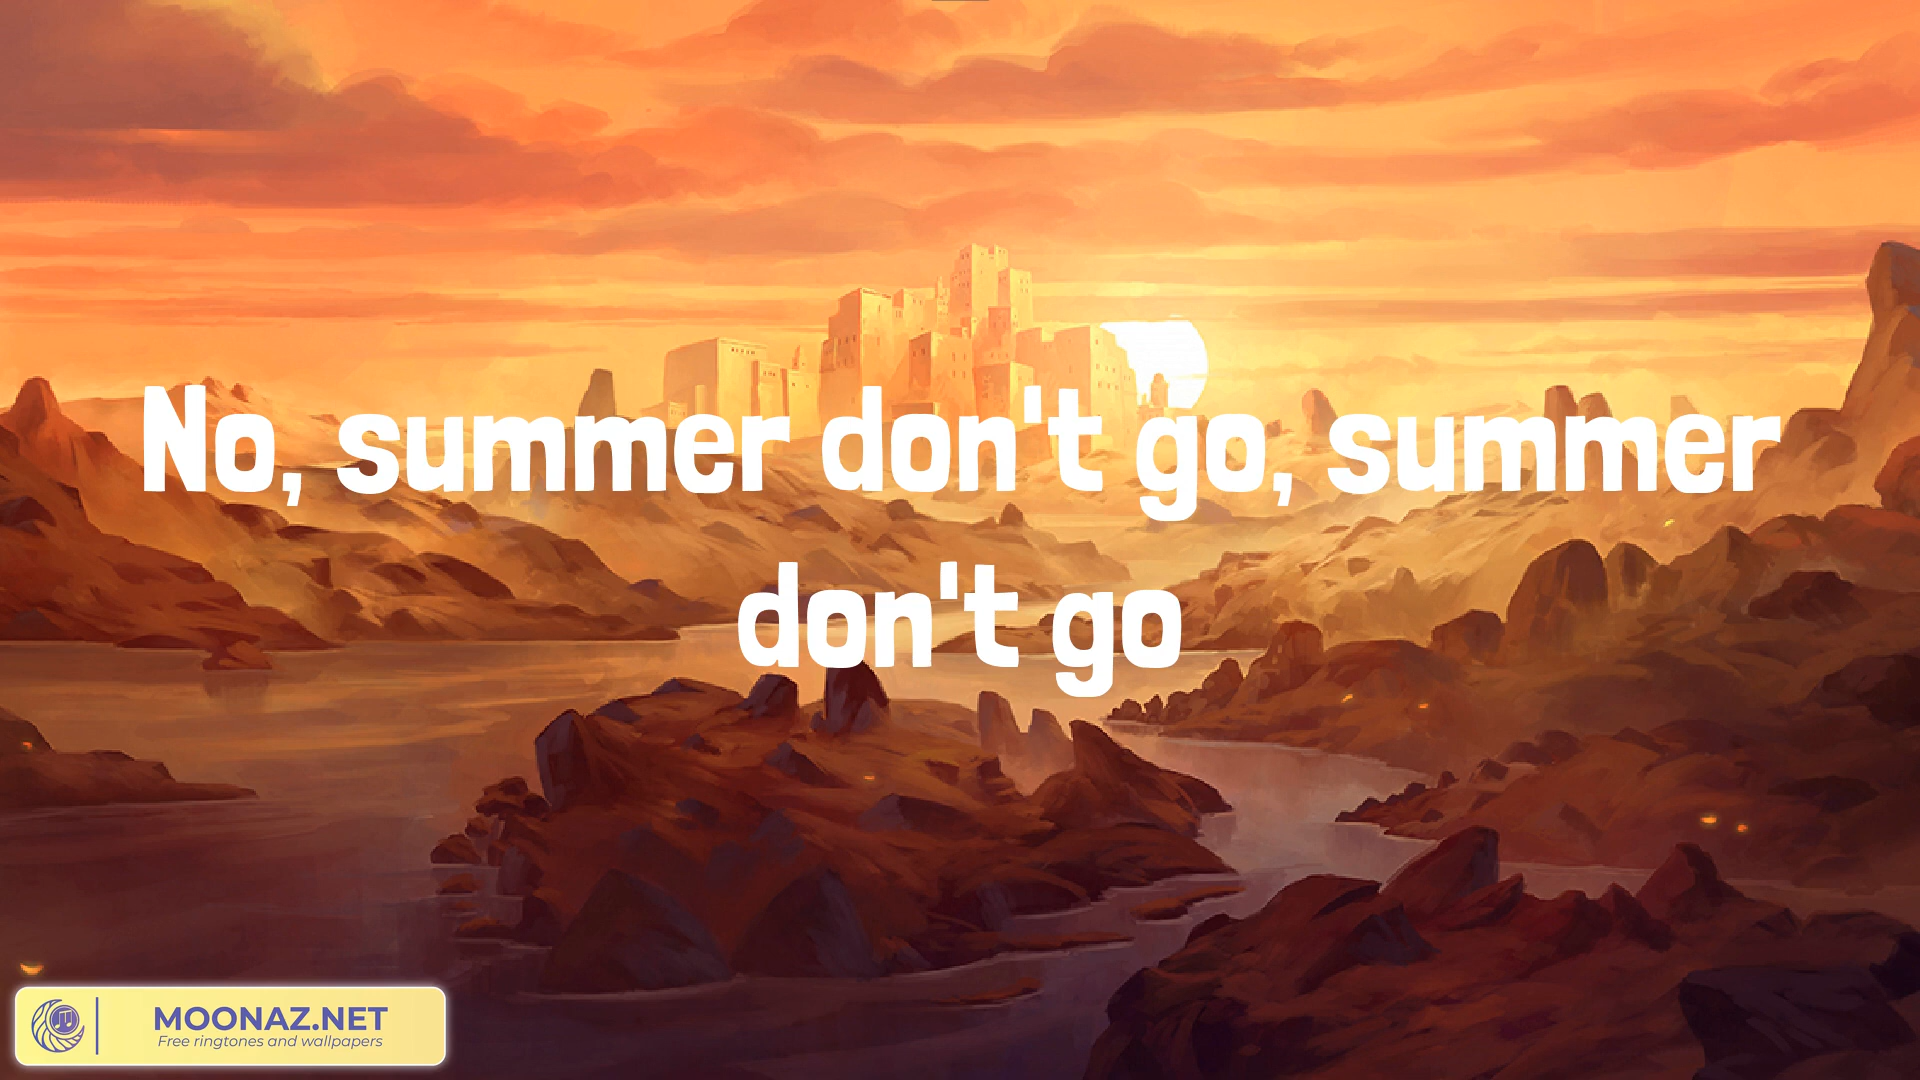 No, summer don't go, summer
don't go
MOONAZ.NET
Free ringtones and wallpapers